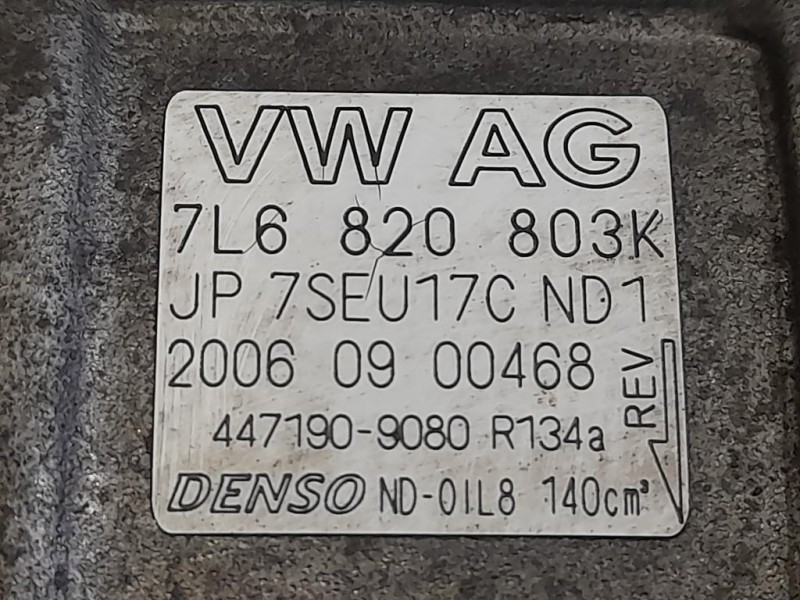 VW AG
7L6 820 803K
JP 7SEU17C ND1
2006 09 00468
REV
447190-9080 R134a
DENSO ND-OIL8 140cm³